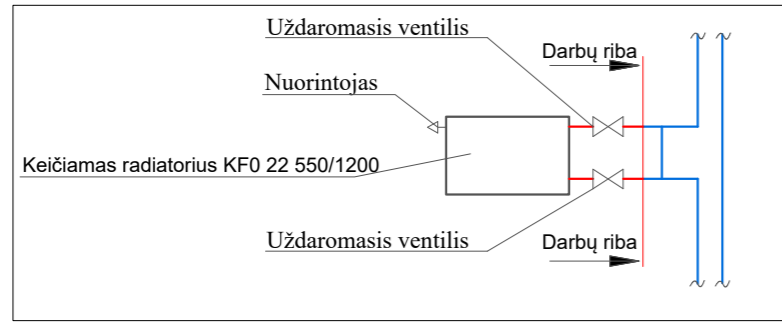 Uždaromasis ventilis
Darbų riba
Nuorintojas
Keičiamas radiatorius KF0 22 550/1200
Uždaromasis ventilis
Darbų riba